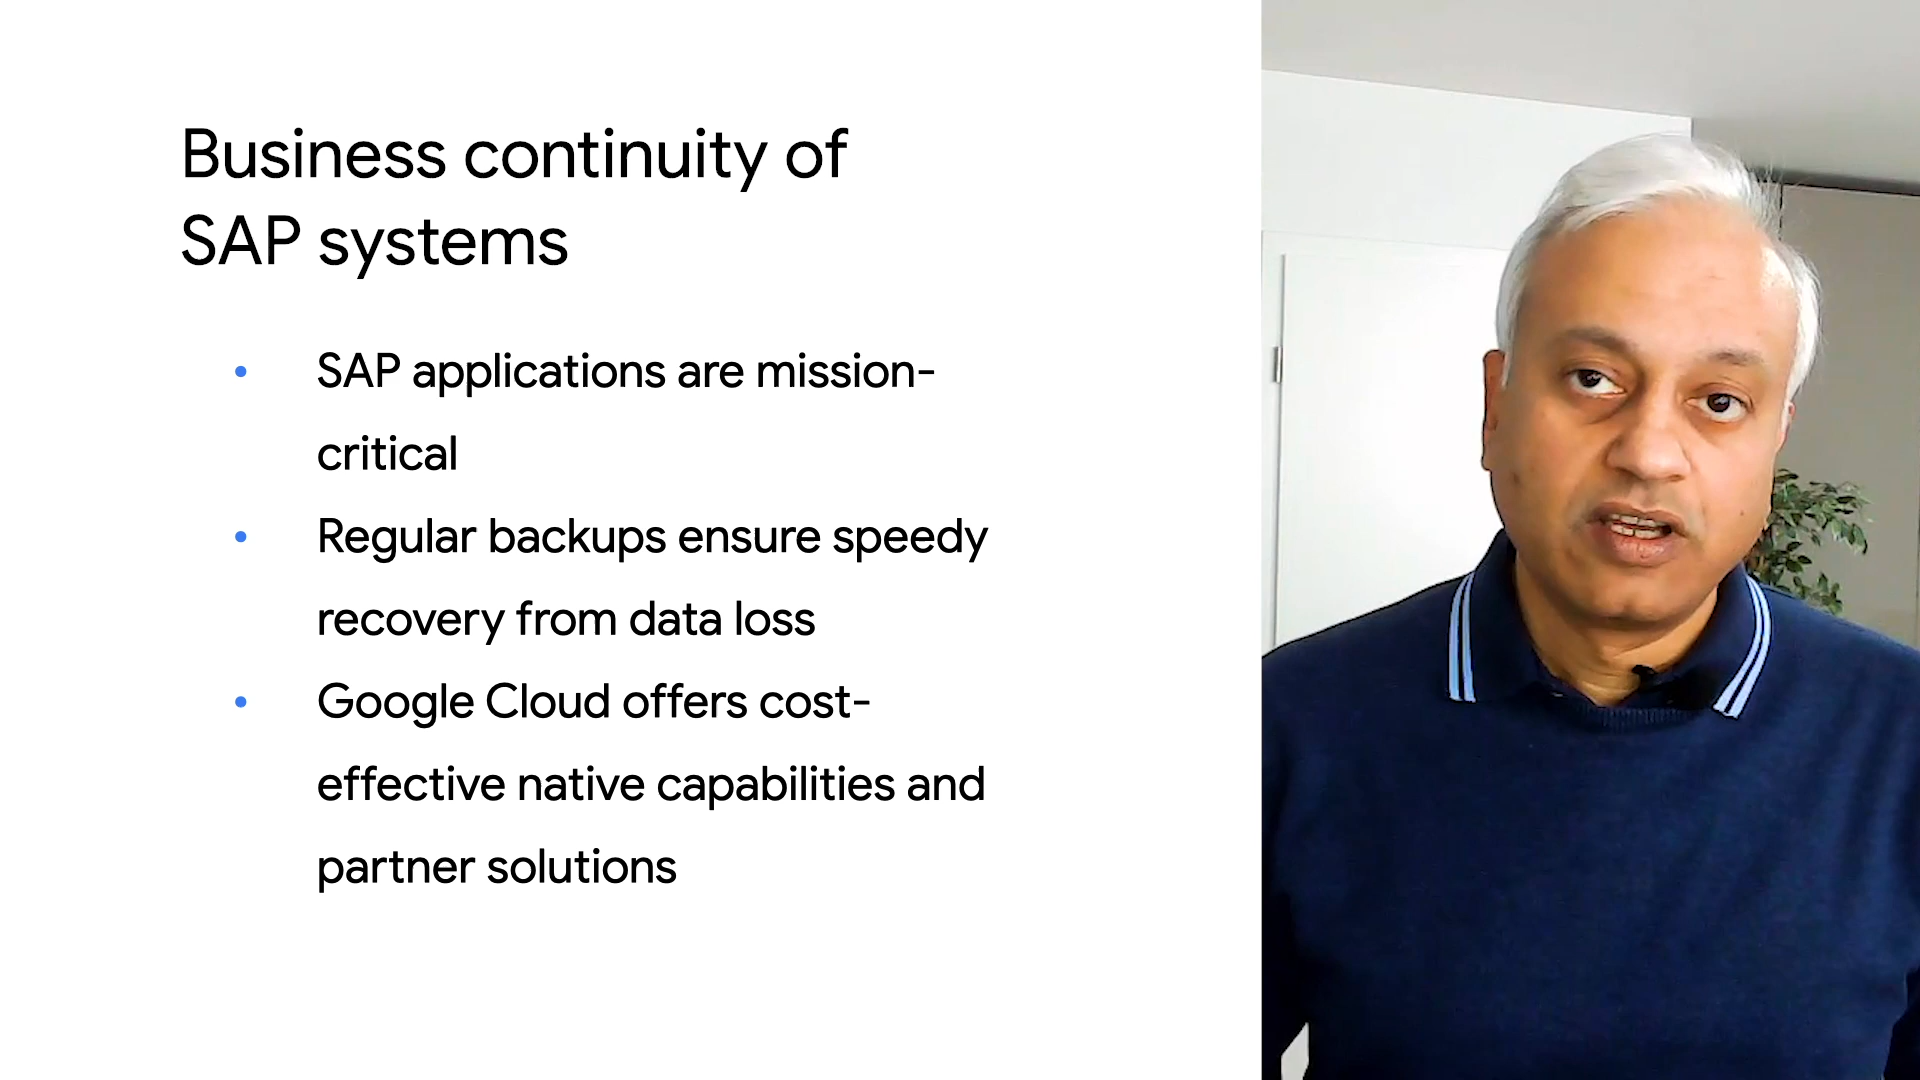 Business continuity of
SAP systems
• SAP applications are mission-
critical
• Regular backups ensure speedy
recovery from data loss
• Google Cloud offers cost-
effective native capabilities and
partner solutions